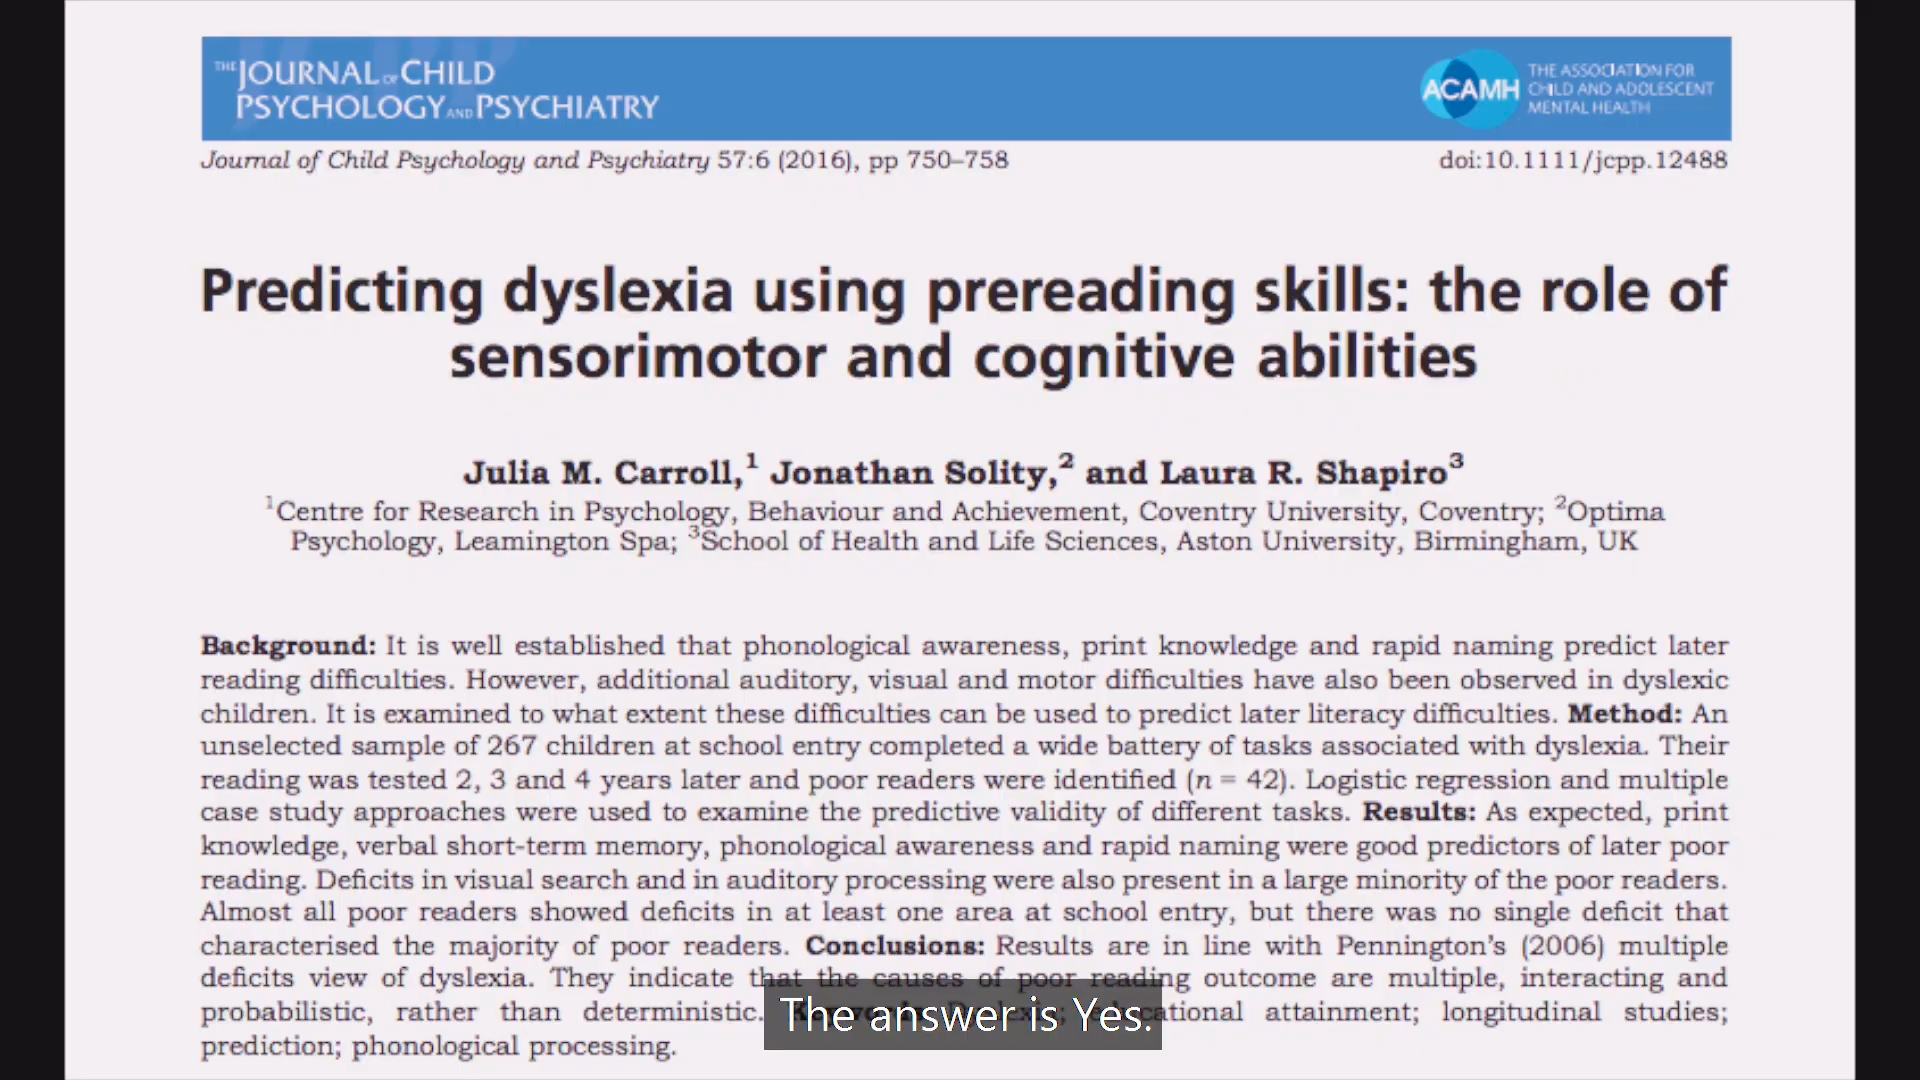 THE JOURNAL OF CHILD
PSYCHOLOGY AND PSYCHIATRY
ACAMH
THE ASSOCIATION FOR
CHILD AND ADOLESCENT
MENTAL HEALTH
Journal of Child Psychology and Psychiatry 57:6 (2016), pp 750–758
doi:10.1111/jcpp.12488
Predicting dyslexia using prereading skills: the role of
sensorimotor and cognitive abilities
Julia M. Carroll,¹ Jonathan Solity,² and Laura R. Shapiro³
¹Centre for Research in Psychology, Behaviour and Achievement, Coventry University, Coventry; ²Optima
Psychology, Leamington Spa; ³School of Health and Life Sciences, Aston University, Birmingham, UK
Background: It is well established that phonological awareness, print knowledge and rapid naming predict later
reading difficulties. However, additional auditory, visual and motor difficulties have also been observed in dyslexic
children. It is examined to what extent these difficulties can be used to predict later literacy difficulties. Method: An
unselected sample of 267 children at school entry completed a wide battery of tasks associated with dyslexia. Their
reading was tested 2, 3 and 4 years later and poor readers were identified (n = 42). Logistic regression and multiple
case study approaches were used to examine the predictive validity of different tasks. Results: As expected, print
knowledge, verbal short-term memory, phonological awareness and rapid naming were good predictors of later poor
reading. Deficits in visual search and in auditory processing were also present in a large minority of the poor readers.
Almost all poor readers showed deficits in at least one area at school entry, but there was no single deficit that
characterised the majority of poor readers. Conclusions: Results are in line with Pennington's (2006) multiple
deficits view of dyslexia. They indicate that the causes of poor reading outcome are multiple, interacting and
probabilistic, rather than deterministic. attainment; longitudinal studies;
prediction; phonological processing.
The answer is Yes.